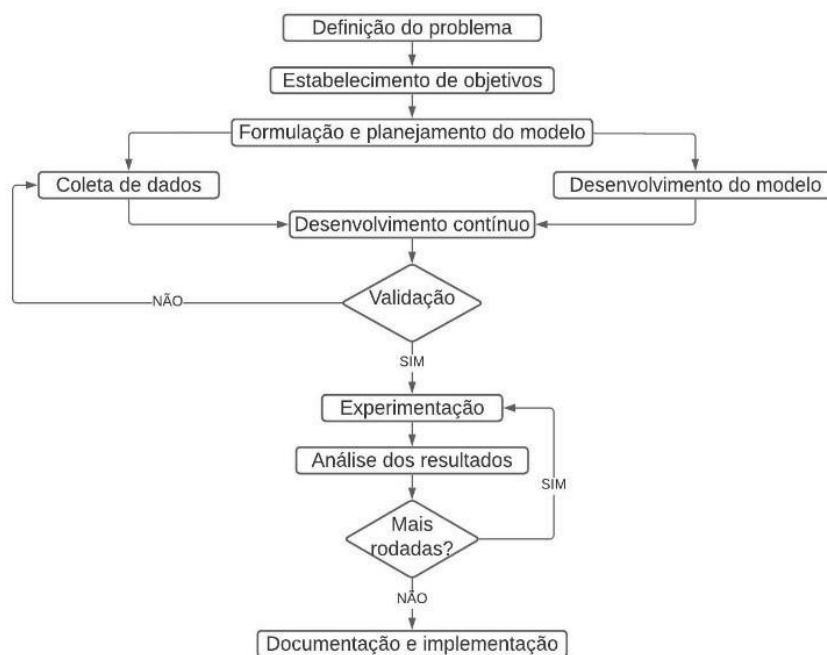 Definição do problema
Estabelecimento de objetivos
Formulação e planejamento do modelo
Coleta de dados
Desenvolvimento do modelo
Desenvolvimento contínuo
Validação
NÃO
SIM
Experimentação
Análise dos resultados
SIM
Mais
rodadas?
NÃO
Documentação e implementação